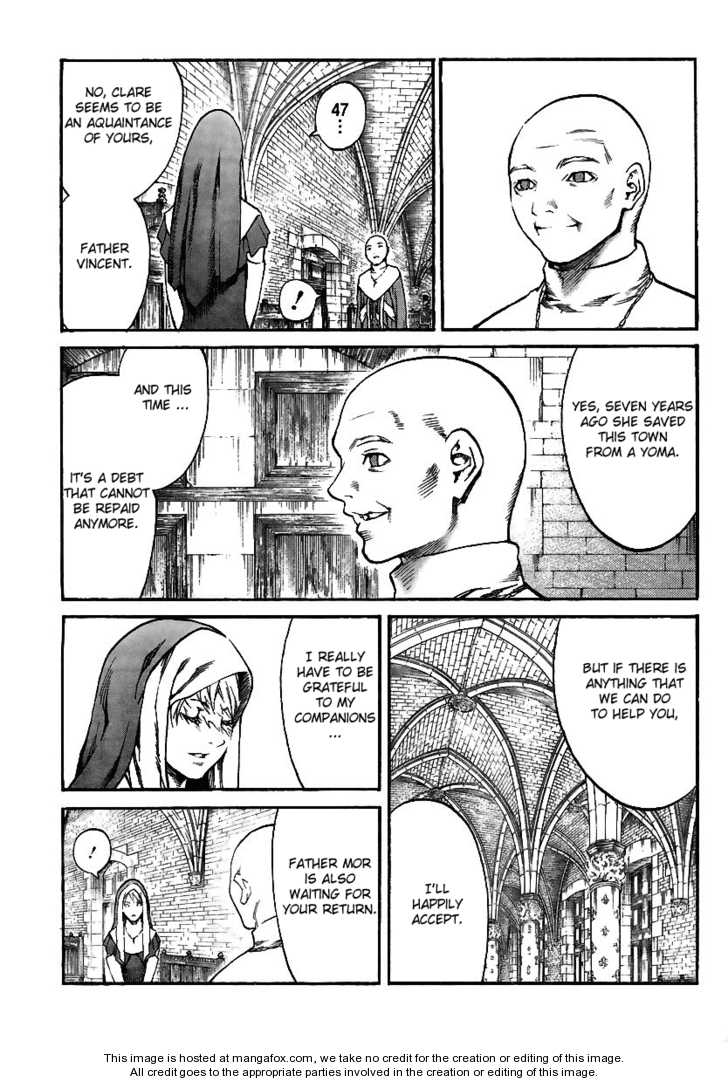 47
...
!
NO, CLARE
SEEMS TO BE
AN AQUAINTANCE
OF YOURS,
FATHER
VINCENT.
YES, SEVEN YEARS
AGO SHE SAVED
THIS TOWN
FROM A YOMA.
AND THIS
TIME ...
IT'S A DEBT
THAT CANNOT
BE REPAID
ANYMORE.
BUT IF THERE IS
ANYTHING THAT
WE CAN DO
TO HELP YOU,
I'LL
HAPPILY
ACCEPT.
I REALLY
HAVE TO BE
GRATEFUL
TO MY
COMPANIONS
...
FATHER MOR
IS ALSO
WAITING FOR
YOUR RETURN.
!
This image is hosted at mangafox.com, we take no credit for the creation or editing of this image.
All credit goes to the appropriate parties involved in the creation or editing of this image.